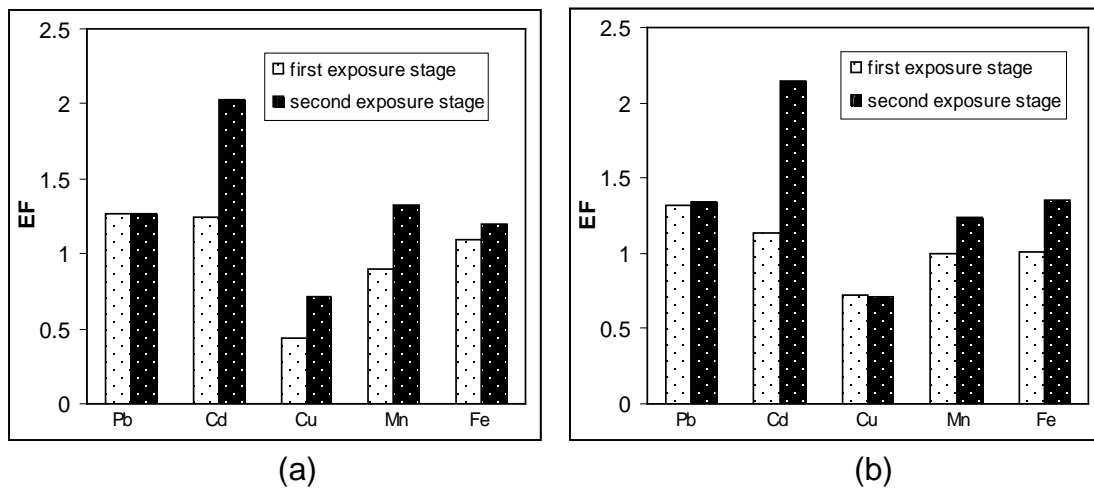 2.5
2
1.5
1
0.5
0
EF
first exposure stage
second exposure stage
Pb Cd Cu Mn Fe
(a)
2.5
2
1.5
1
0.5
0
EF
first exposure stage
second exposure stage
Pb Cd Cu Mn Fe
(b)